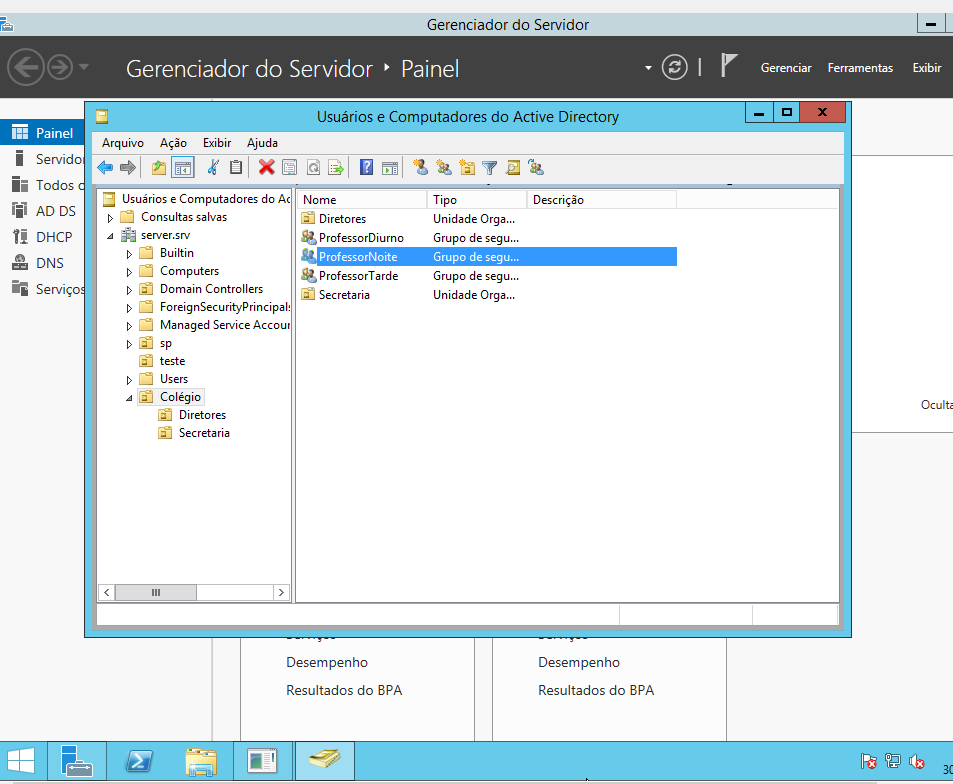 Gerenciador do Servidor
Gerenciador do Servidor ‣ Painel
Gerenciar Ferramentas Exibir
Painel
Servidor
Todos
AD DS
DHCP
DNS
Serviços
Usuários e Computadores do Active Directory
Arquivo Ação Exibir Ajuda
Usuários e Computadores do Ac
Consultas salvas
server.srv
Builtin
Computers
Domain Controllers
ForeignSecurityPrincipals
Managed Service Accour
sp
teste
Users
Colégio
Diretores
Secretaria
Nome Tipo Descrição
Diretores Unidade Orga...
ProfessorDiurno Grupo de segu...
ProfessorNoite Grupo de segu...
ProfessorTarde Grupo de segu...
Secretaria Unidade Orga...
Oculta
Desempenho Desempenho
Resultados do BPA Resultados do BPA
30